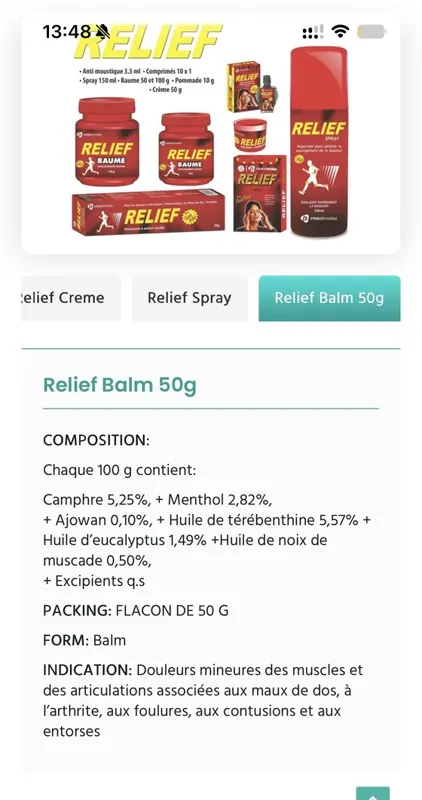 13:48
RELIEF
• Anti moustique 3,5 ml • Comprimés 10 x 1
• Spray 150 ml • Baume 50 et 100 g • Pommade 10 g
• Crème 50 g
RELIEF
BAUME
RELIEF
BAUME
RELIEF
RELIEF
RELIEF
RELIEF
RELIEF
SPRAY
elief Creme
Relief Spray
Relief Balm 50g
Relief Balm 50g
COMPOSITION:
Chaque 100 g contient:
Camphre 5,25%, + Menthol 2,82%,
+ Ajowan 0,10%, + Huile de térébenthine 5,57% +
Huile d’eucalyptus 1,49% +Huile de noix de
muscade 0,50%,
+ Excipients q.s
PACKING: FLACON DE 50 G
FORM: Balm
INDICATION: Douleurs mineures des muscles et
des articulations associées aux maux de dos, à
l’arthrite, aux foulures, aux contusions et aux
entorses